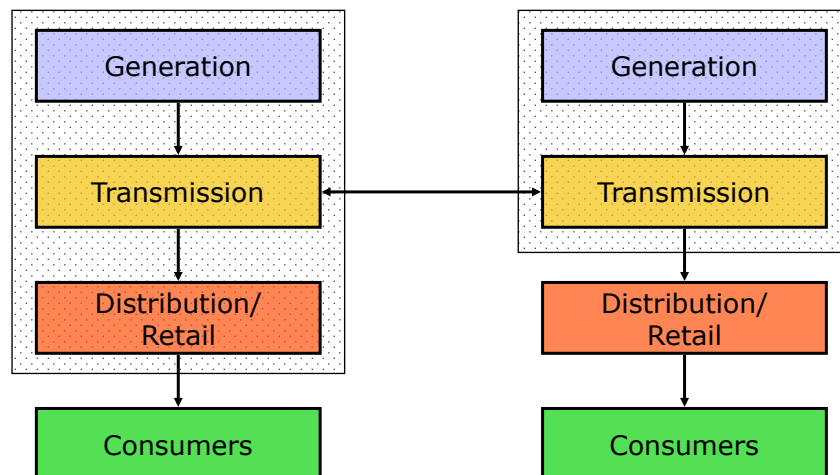 Generation
Transmission
Distribution/
Retail
Consumers
Generation
Transmission
Distribution/
Retail
Consumers